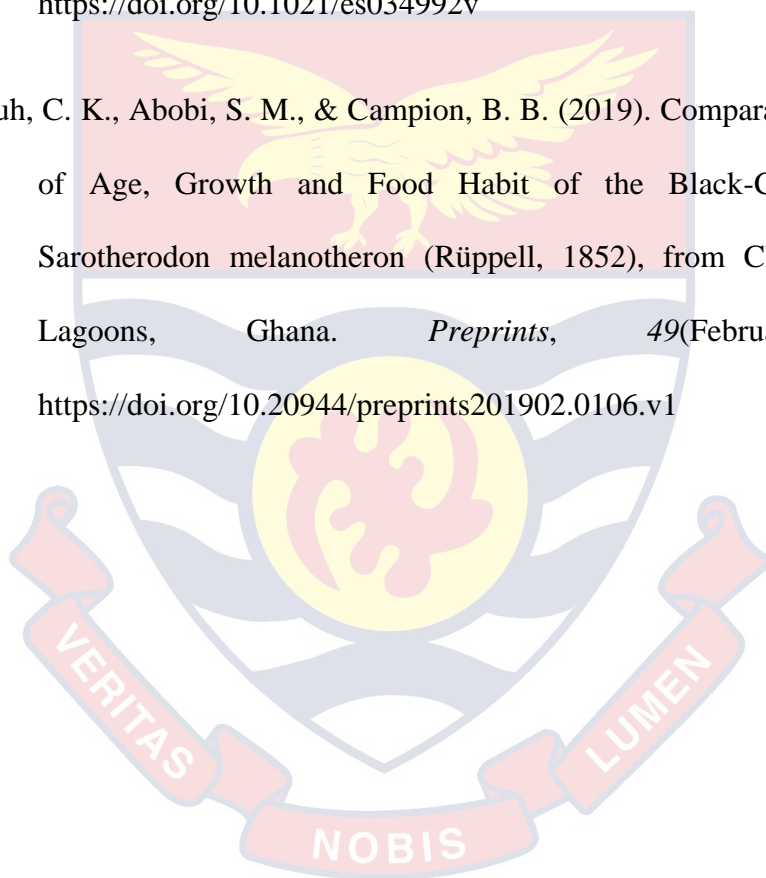 https://doi.org/10.1021/es034992v
uh, C. K., Abobi, S. M., & Campion, B. B. (2019). Compara
of Age, Growth and Food Habit of the Black-C
Sarotherodon melanotheron (Rüppell, 1852), from C
Lagoons, Ghana. Preprints, 49(Februa
https://doi.org/10.20944/preprints201902.0106.v1
VERITAS
NOBIS
LUMEN